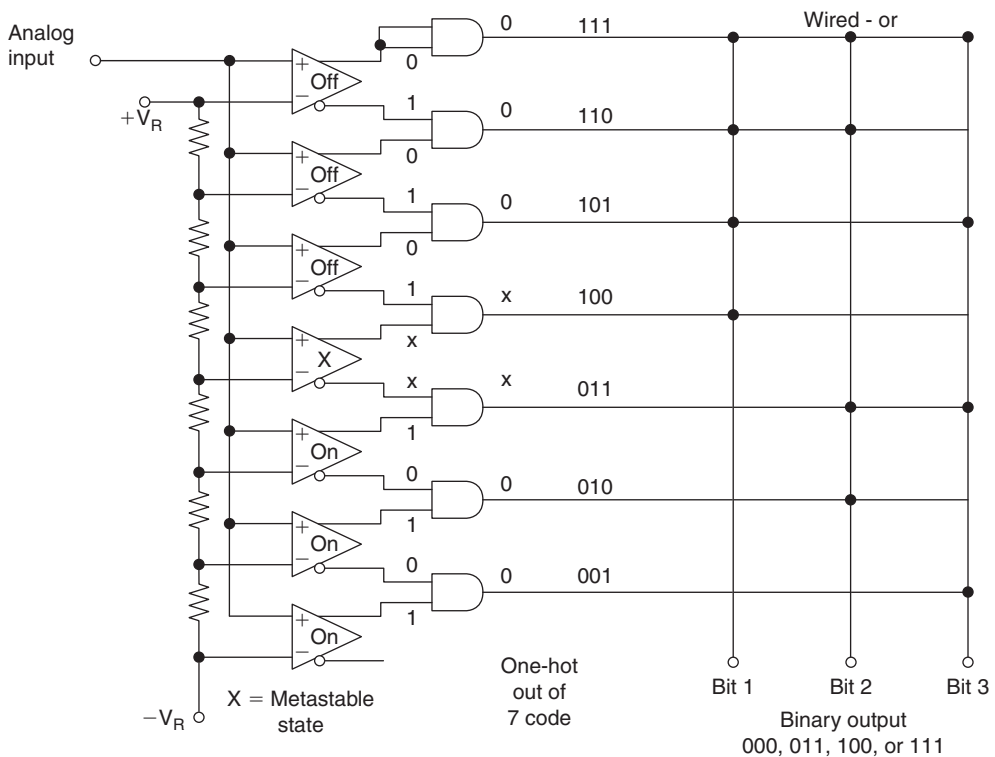 Analog
input
+VR
Wired - or
+
−
Off
0
111
0
1
+
−
Off
0
110
0
1
+
−
Off
0
101
0
1
+
−
X
x
100
x
x
+
−
On
x
011
1
0
+
−
On
0
010
1
0
+
−
On
0
001
1
−VR
X = Metastable
state
One-hot
out of
7 code
Bit 1
Bit 2
Bit 3
Binary output
000, 011, 100, or 111